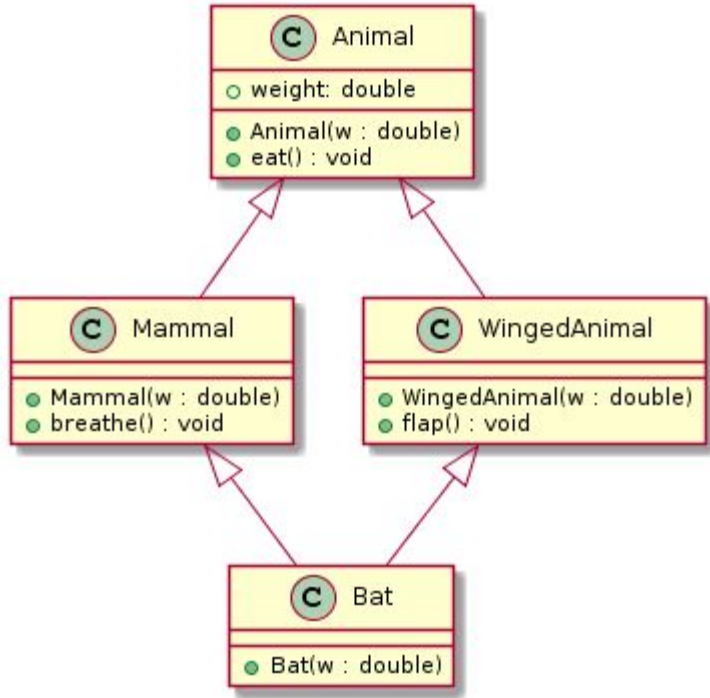 C Animal
weight: double
Animal(w : double)
eat() : void
C Mammal
Mammal(w : double)
breathe() : void
C WingedAnimal
WingedAnimal(w : double)
flap() : void
C Bat
Bat(w : double)